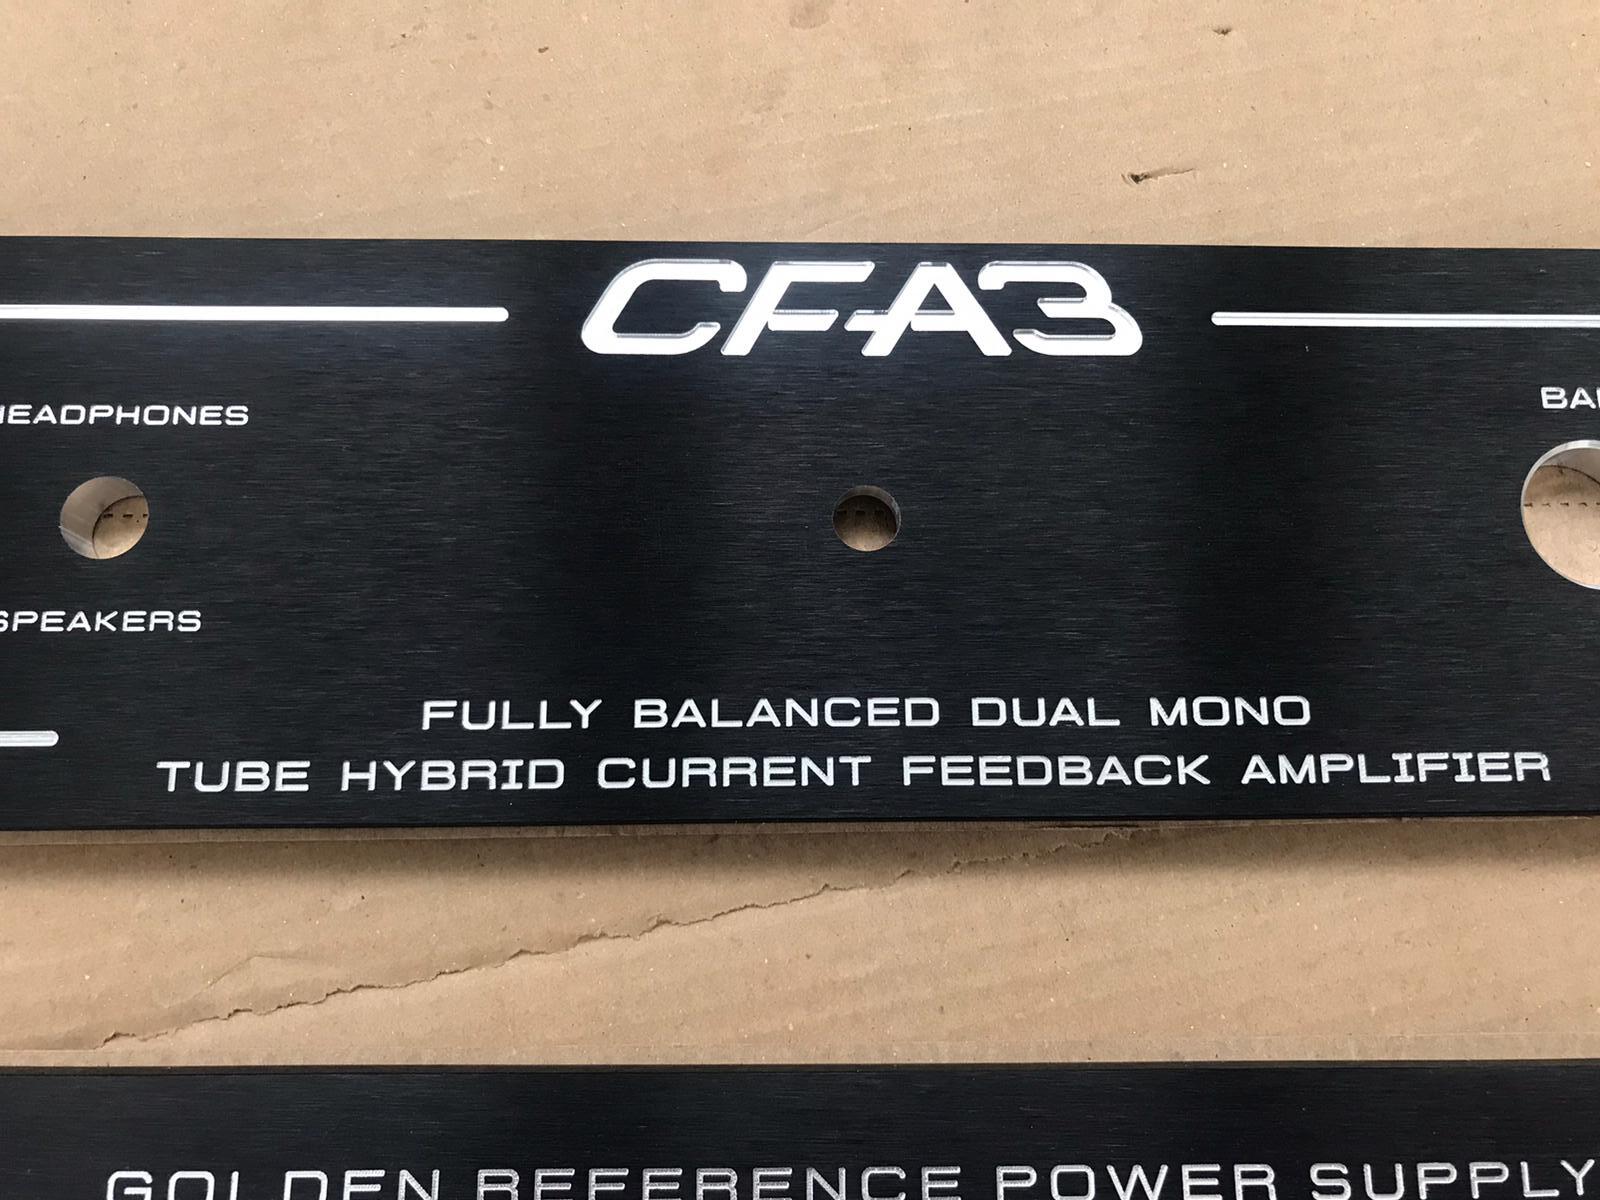 CFA3
HEADPHONES
SPEAKERS
FULLY BALANCED DUAL MONO
TUBE HYBRID CURRENT FEEDBACK AMPLIFIER
GOLDEN REFERENCE POWER SUPPLY